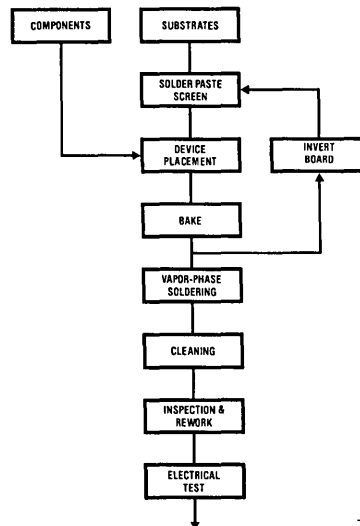 COMPONENTS
SUBSTRATES
SOLDER PASTE
SCREEN
DEVICE
PLACEMENT
INVERT
BOARD
BAKE
VAPOR-PHASE
SOLDERING
CLEANING
INSPECTION &
REWORK
ELECTRICAL
TEST